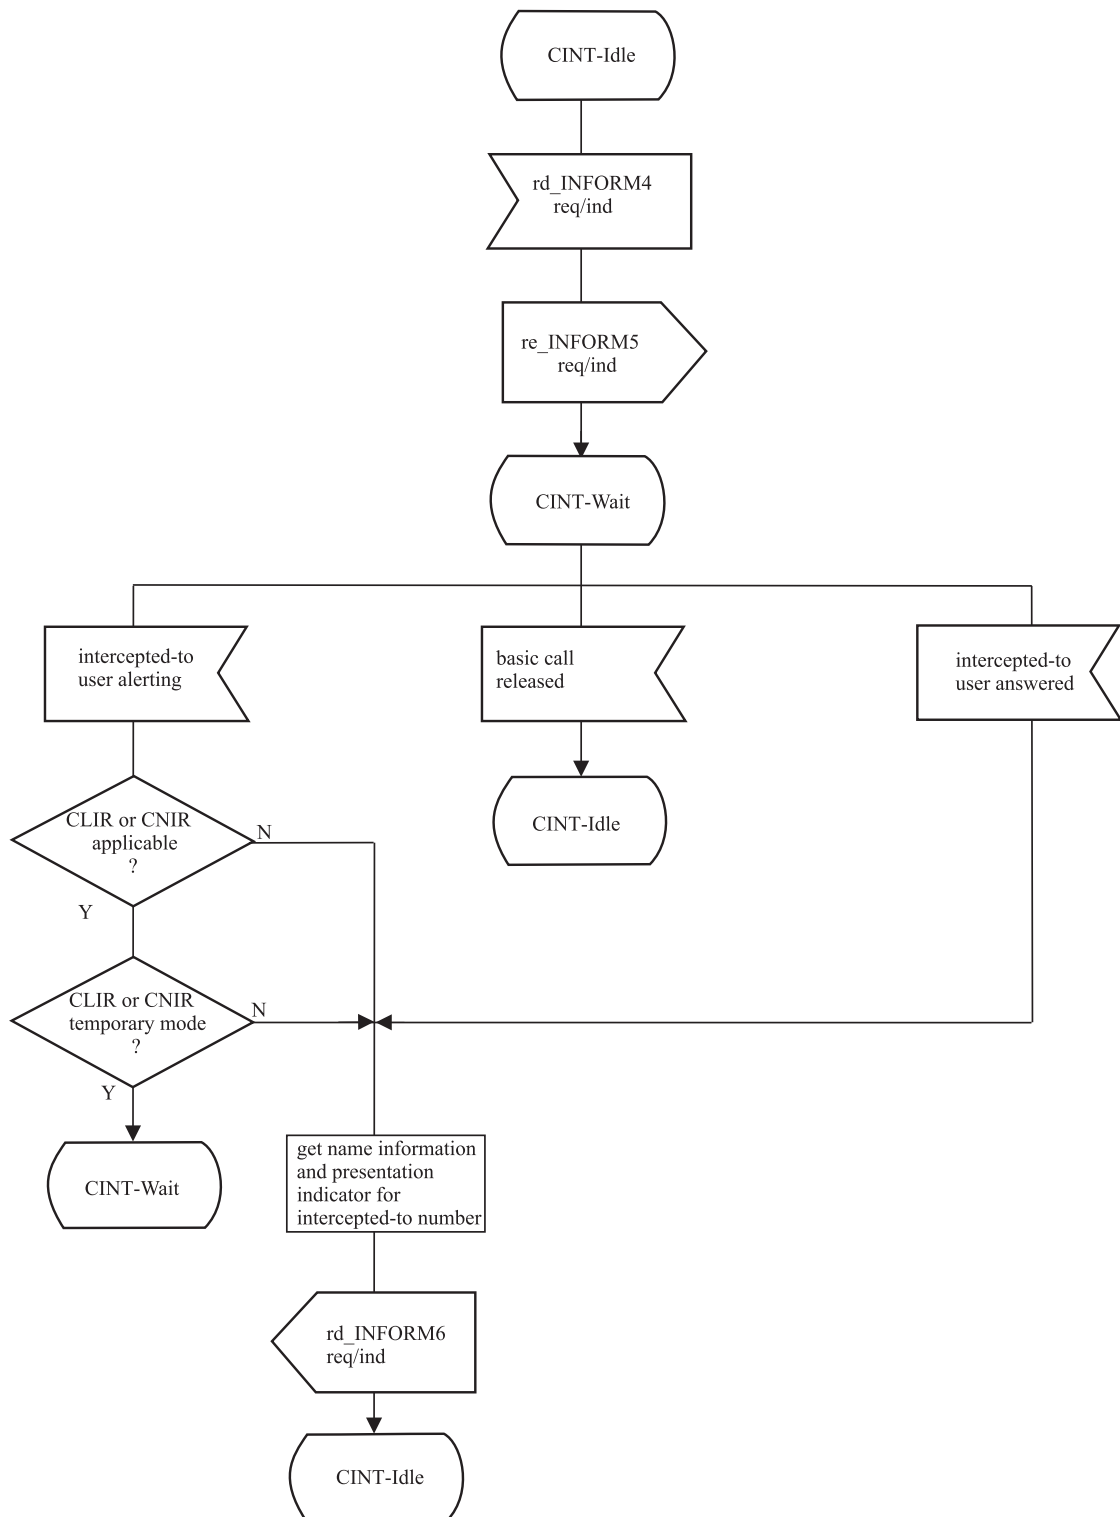 CINT-Idle
rd_INFORM4
req/ind
re_INFORM5
req/ind
CINT-Wait
intercepted-to
user alerting
basic call
released
intercepted-to
user answered
CLIR or CNIR
applicable
?
N
Y
CINT-Idle
CLIR or CNIR
temporary mode
?
N
Y
CINT-Wait
get name information
and presentation
indicator for
intercepted-to number
rd_INFORM6
req/ind
CINT-Idle